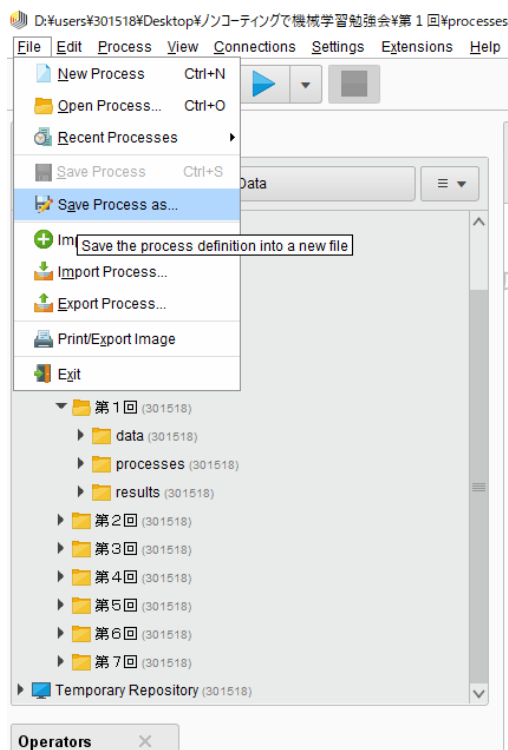 D:¥users¥301518¥Desktop¥ノンコーティングで機械学習勉強会¥第１回¥processes
File Edit Process View Connections Settings Extensions Help
New Process Ctrl+N
Open Process... Ctrl+O
Recent Processes
Save Process Ctrl+S
Data
Save Process as...
Im
Save the process definition into a new file
Import Process...
Export Process...
Print/Export Image
Exit
第１回 (301518)
data (301518)
processes (301518)
results (301518)
第２回 (301518)
第３回 (301518)
第４回 (301518)
第５回 (301518)
第６回 (301518)
第７回 (301518)
Temporary Repository (301518)
Operators